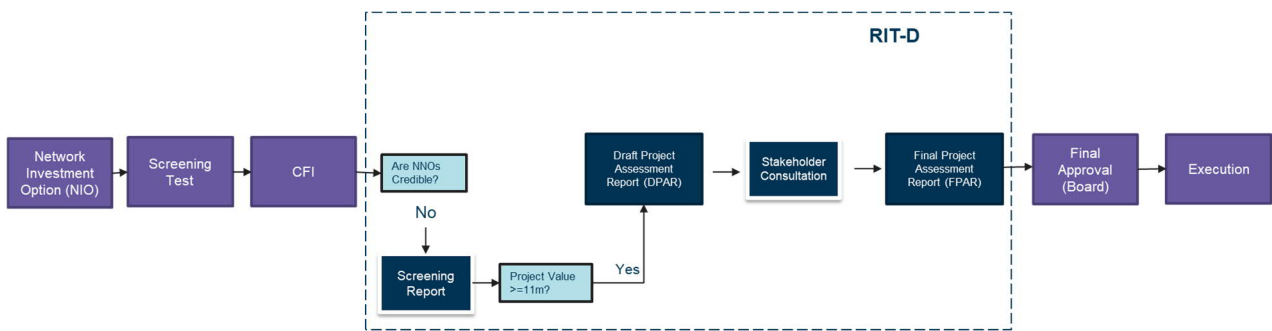 RIT-D
Network
Investment
Option (NIO)
Screening
Test
CFI
Are NNOs
Credible?
No
Screening
Report
Project Value
>=11m?
Yes
Draft Project
Assessment
Report (DPAR)
Stakeholder
Consultation
Final Project
Assessment
Report (FPAR)
Final
Approval
(Board)
Execution